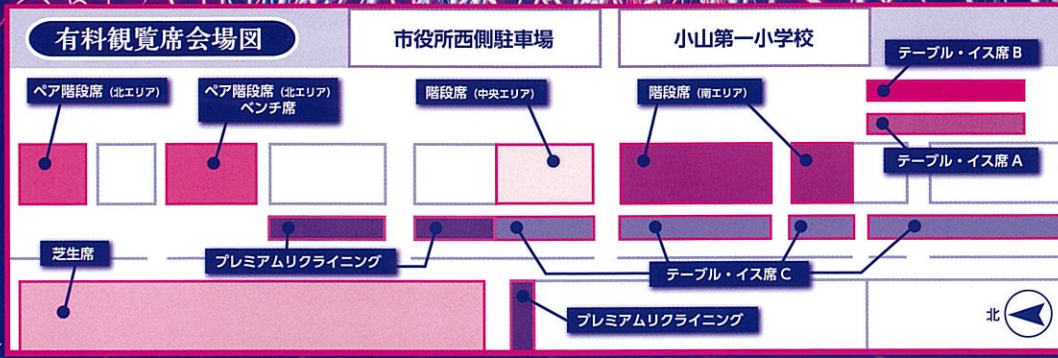 有料観覧席会場図
市役所西側駐車場
小山第一小学校
テーブル・イス席B
ペア階段席（北エリア）
ペア階段席（北エリア）
ベンチ席
階段席（中央エリア）
階段席（南エリア）
テーブル・イス席A
芝生席
プレミアムリクライニング
テーブル・イス席C
プレミアムリクライニング
北